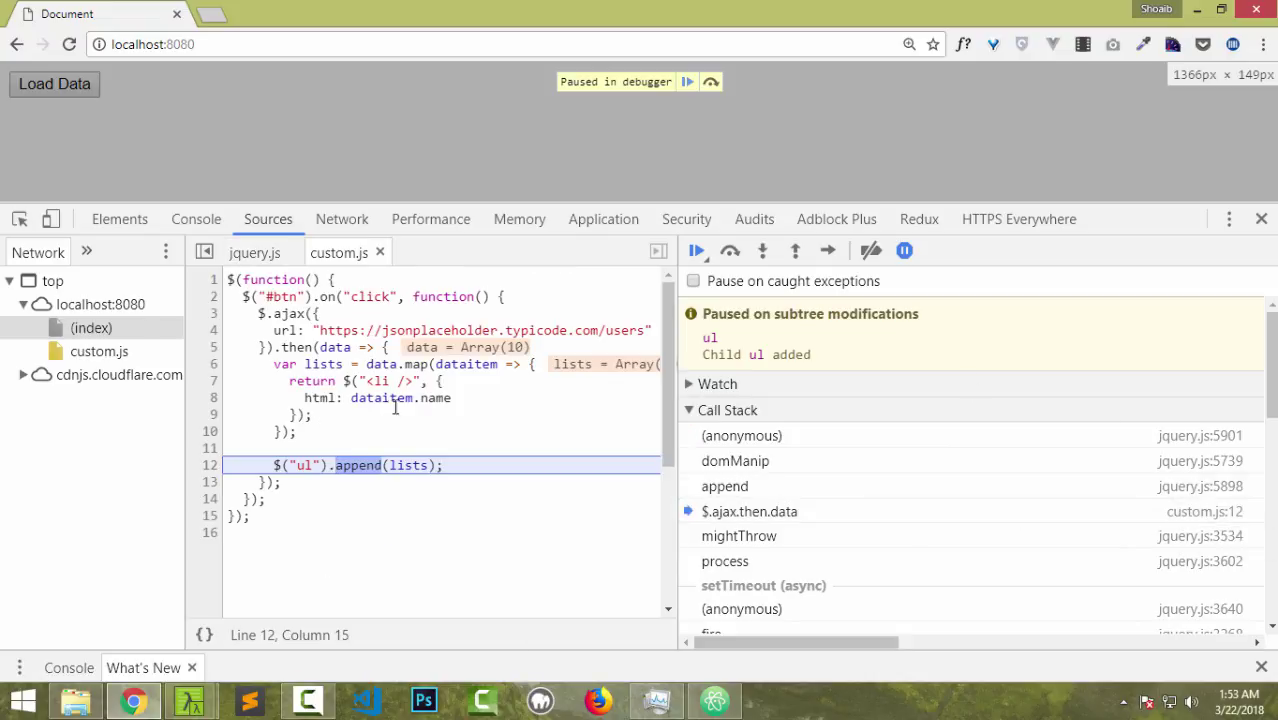 Document
Shoaib
localhost:8080
f?
Load Data
Paused in debugger
1366px × 149px
Elements
Console
Sources
Network
Performance
Memory
Application
Security
Audits
Adblock Plus
Redux
HTTPS Everywhere
Network
»
jquery.js
custom.js
top
localhost:8080
(index)
custom.js
cdnjs.cloudflare.com
1 $(function() {
2 $("#btn").on("click", function() {
3 $.ajax({
4 url: "https://jsonplaceholder.typicode.com/users"
5 }).then(data => { data = Array(10)
6 var lists = data.map(dataitem => { lists = Array(
7 return $("<li />", {
8 html: dataitem.name
9 });
10 });
11
12 $("ul").append(lists);
13 });
14 });
15 });
16
{ } Line 12, Column 15
Pause on caught exceptions
Paused on subtree modifications
ul
Child ul added
Watch
Call Stack
(anonymous) jquery.js:5901
domManip jquery.js:5739
append jquery.js:5898
$.ajax.then.data custom.js:12
mightThrow jquery.js:3534
process jquery.js:3602
setTimeout (async)
(anonymous) jquery.js:3640
fire jquery.js:3268
Console
What's New
Ps
1:53 AM
3/22/2018